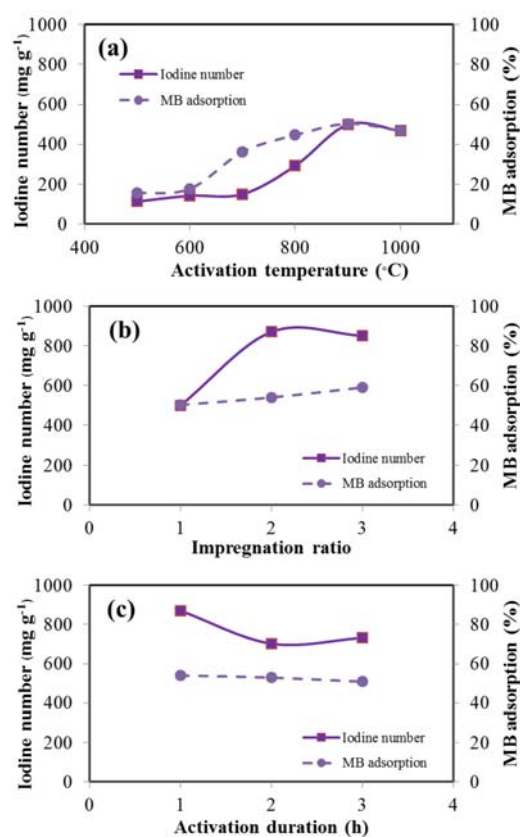 (a)
Iodine number (mg g⁻¹)
1000
800
600
400
200
0
Iodine number
MB adsorption
100
80
60
40
20
0
MB adsorption (%)
400
600
800
1000
Activation temperature (°C)
(b)
Iodine number (mg g⁻¹)
1000
800
600
400
200
0
Iodine number
MB adsorption
100
80
60
40
20
0
MB adsorption (%)
0
1
2
3
4
Impregnation ratio
(c)
Iodine number (mg g⁻¹)
1000
800
600
400
200
0
Iodine number
MB adsorption
100
80
60
40
20
0
MB adsorption (%)
0
1
2
3
4
Activation duration (h)